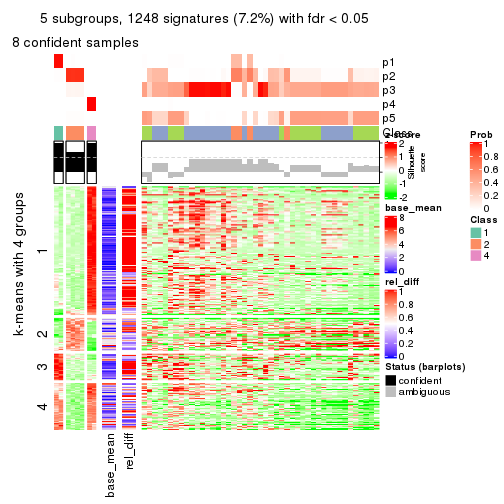 5 subgroups, 1248 signatures (7.2%) with fdr < 0.05
8 confident samples
p1
p2
p3
p4
p5
Class
1
2
3
4
k-means with 4 groups
base_mean
rel_diff
z-score
2
1
0
-1
-2
Silhouette
score
base_mean
8
6
4
2
0
rel_diff
1
0.8
0.6
0.4
0.2
0
Status (barplots)
confident
ambiguous
Prob
1
0.8
0.6
0.4
0.2
0
Class
1
2
4